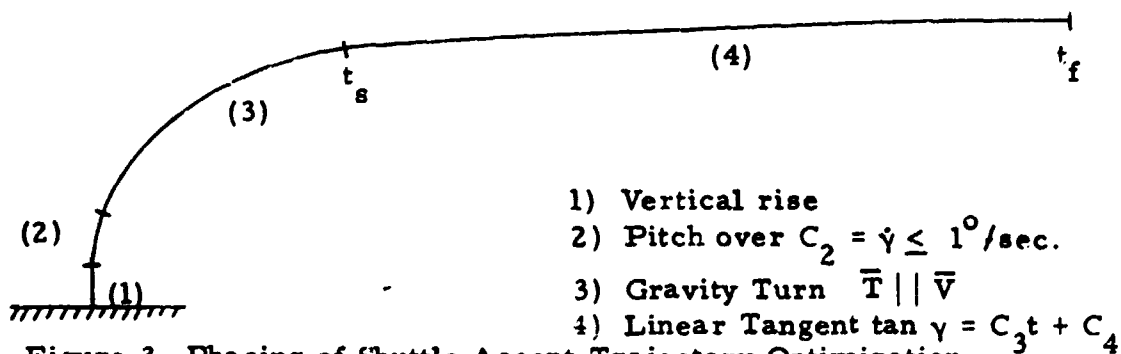 (4)
t_s
t_f
(3)
(2)
(1)
1) Vertical rise
2) Pitch over C₂ = γ̇ ≤ 1°/sec.
3) Gravity Turn T̅ || V̅
4) Linear Tangent tan γ = C₃t + C₄
Figure 3. Phasing of Shuttle Ascent Trajectory Optimization